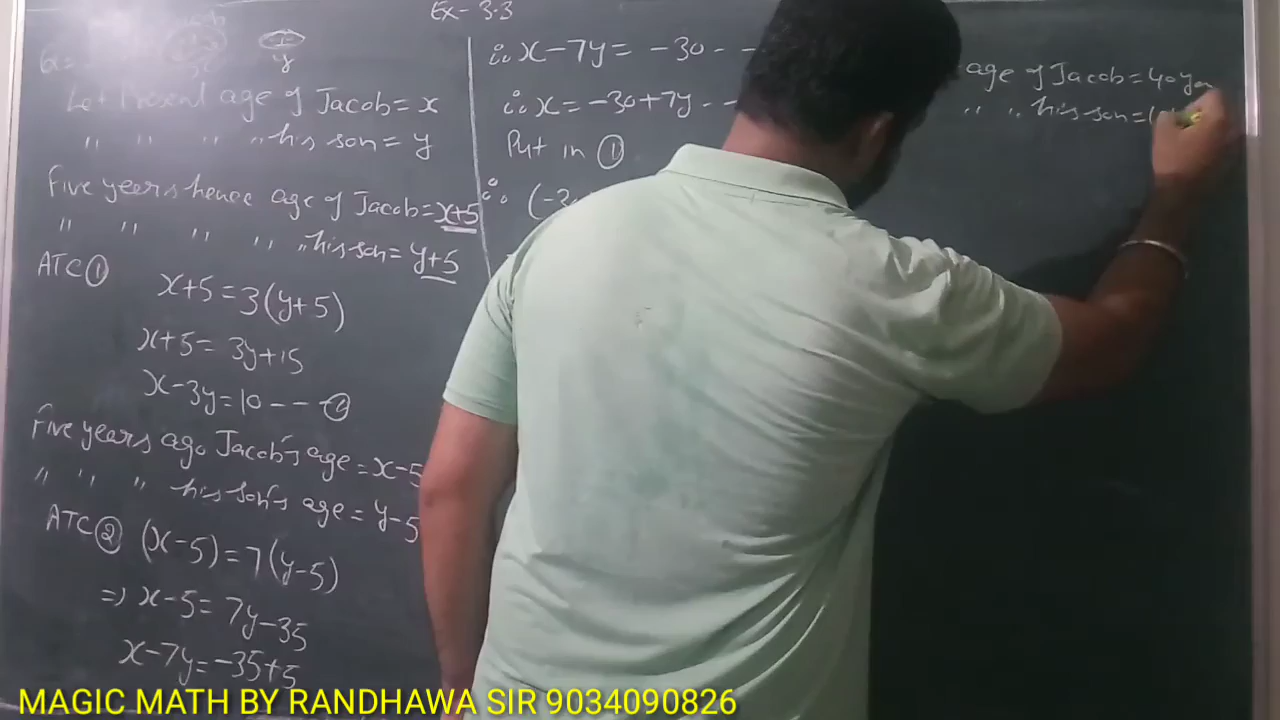 Ex- 3.3
y
Let Present age of Jacob = x
" " " " his son = y
Five years hence age of Jacob = x+5
" " " " " his son = y+5
ATC ①
x+5 = 3(y+5)
x+5 = 3y+15
x-3y=10 --- ①
Five years ago Jacob's age = x-5
" " " his son's age = y-5
ATC ② (x-5) = 7(y-5)
=> x-5 = 7y-35
x-7y = -35+5
∴ x-7y = -30 - -
∴ x = -30+7y - -
Put in ①
∴ (-30
age of Jacob = 40 year
" " his son =
MAGIC MATH BY RANDHAWA SIR 9034090826